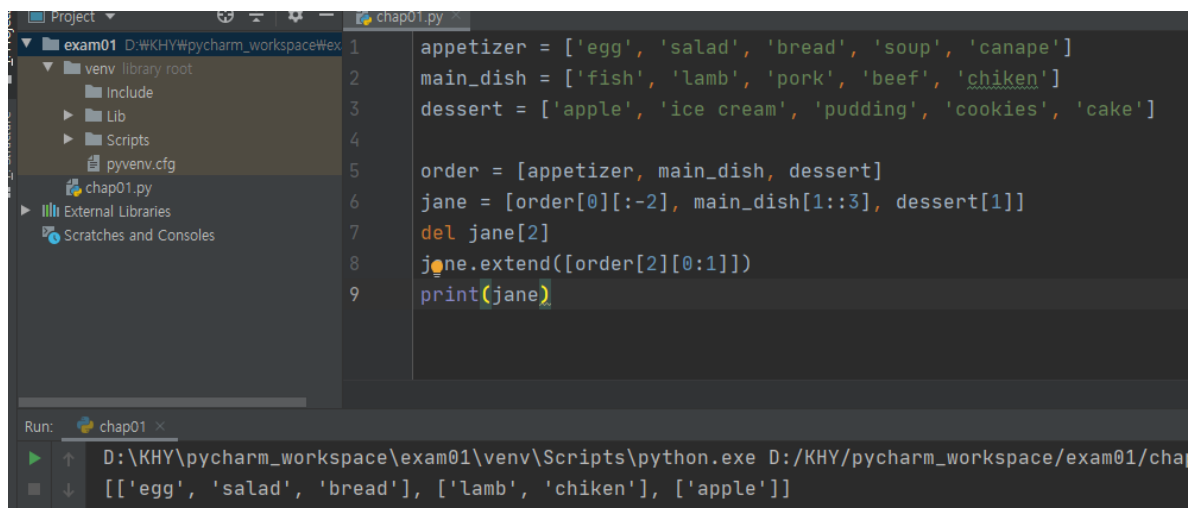 Project
chap01.py
exam01 D:₩KHY₩pycharm_workspace₩ex
venv library root
Include
Lib
Scripts
pyvenv.cfg
chap01.py
External Libraries
Scratches and Consoles
1 appetizer = ['egg', 'salad', 'bread', 'soup', 'canape']
2 main_dish = ['fish', 'lamb', 'pork', 'beef', 'chiken']
3 dessert = ['apple', 'ice cream', 'pudding', 'cookies', 'cake']
4
5 order = [appetizer, main_dish, dessert]
6 jane = [order[0][:-2], main_dish[1::3], dessert[1]]
7 del jane[2]
8 jane.extend([order[2][0:1]])
9 print(jane)
Run: chap01
D:\KHY\pycharm_workspace\exam01\venv\Scripts\python.exe D:/KHY/pycharm_workspace/exam01/cha
[['egg', 'salad', 'bread'], ['lamb', 'chiken'], ['apple']]